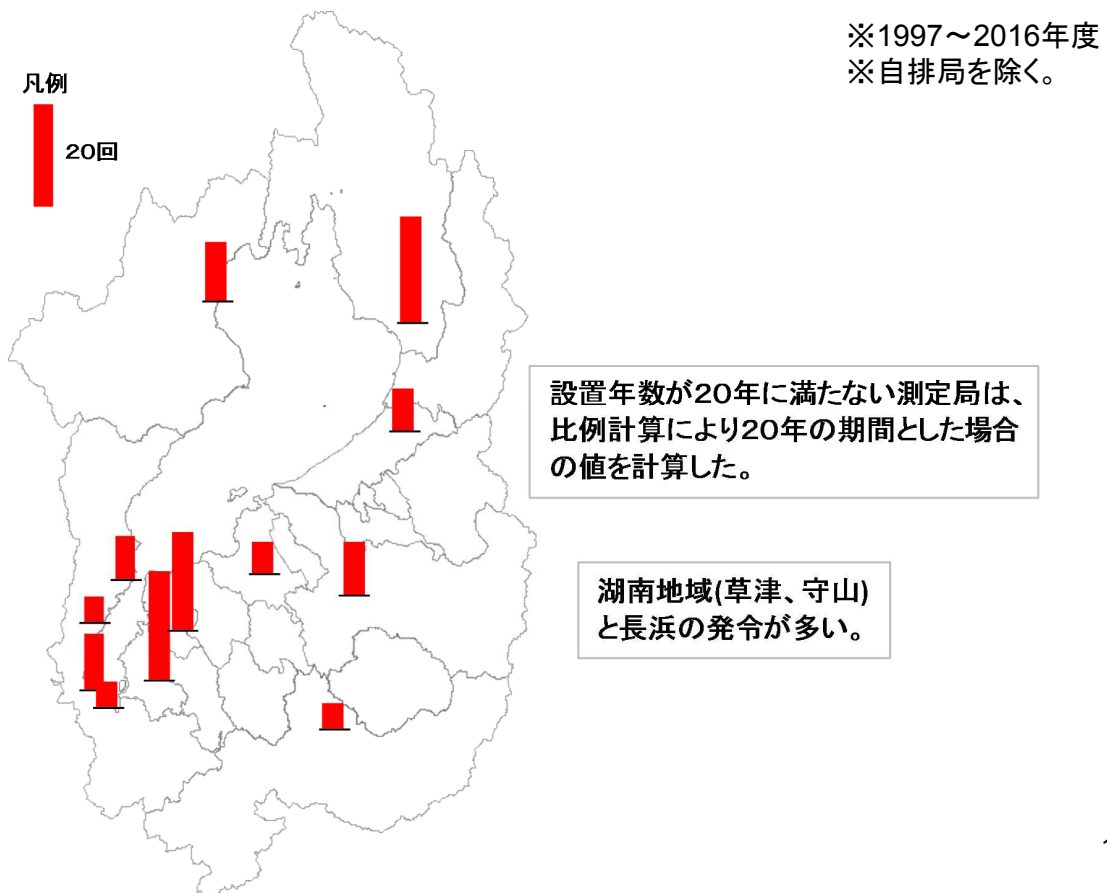 ※1997～2016年度
※自排局を除く。
凡例
20回
設置年数が20年に満たない測定局は、
比例計算により20年の期間とした場合
の値を計算した。
湖南地域(草津、守山)
と長浜の発令が多い。